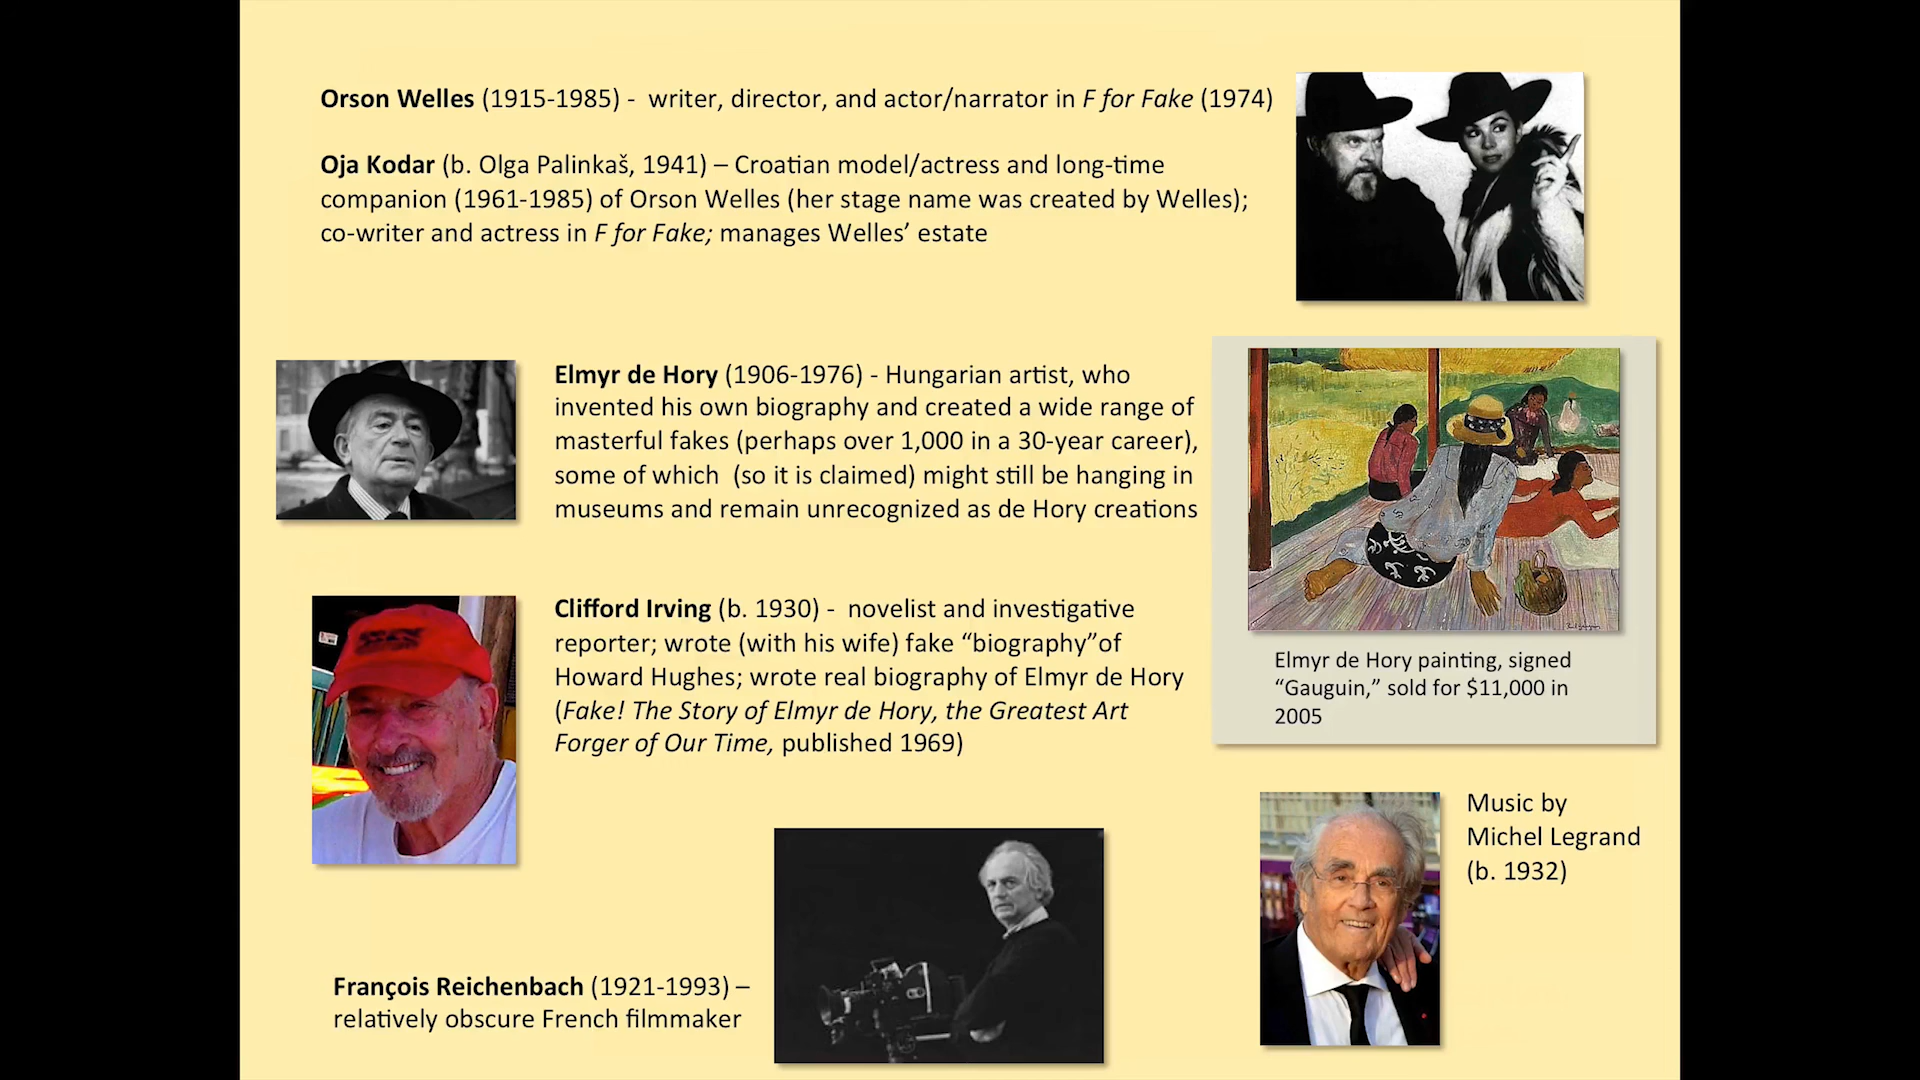 Orson Welles (1915-1985) -  writer, director, and actor/narrator in F for Fake (1974)
Oja Kodar (b. Olga Palinkaš, 1941) – Croatian model/actress and long-time
companion (1961-1985) of Orson Welles (her stage name was created by Welles);
co-writer and actress in F for Fake; manages Welles’ estate
Elmyr de Hory (1906-1976) - Hungarian artist, who
invented his own biography and created a wide range of
masterful fakes (perhaps over 1,000 in a 30-year career),
some of which  (so it is claimed) might still be hanging in
museums and remain unrecognized as de Hory creations
Elmyr de Hory painting, signed
“Gauguin,” sold for $11,000 in
2005
Clifford Irving (b. 1930) -  novelist and investigative
reporter; wrote (with his wife) fake “biography”of
Howard Hughes; wrote real biography of Elmyr de Hory
(Fake! The Story of Elmyr de Hory, the Greatest Art
Forger of Our Time, published 1969)
Music by
Michel Legrand
(b. 1932)
François Reichenbach (1921-1993) –
relatively obscure French filmmaker